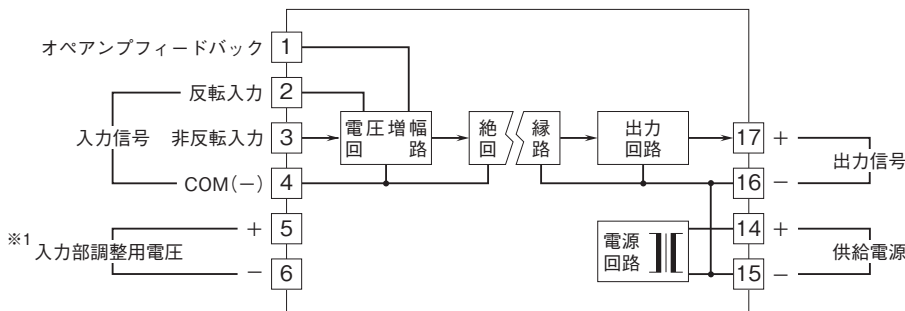 オペアンプフィードバック 1
反転入力 2
入力信号
非反転入力 3
COM(－) 4
＋ 5
※1
入力部調整用電圧
－ 6
電圧増幅
回路
絶縁
回路
出力
回路
電源
回路
17 ＋
出力信号
16 －
14 ＋
供給電源
15 －